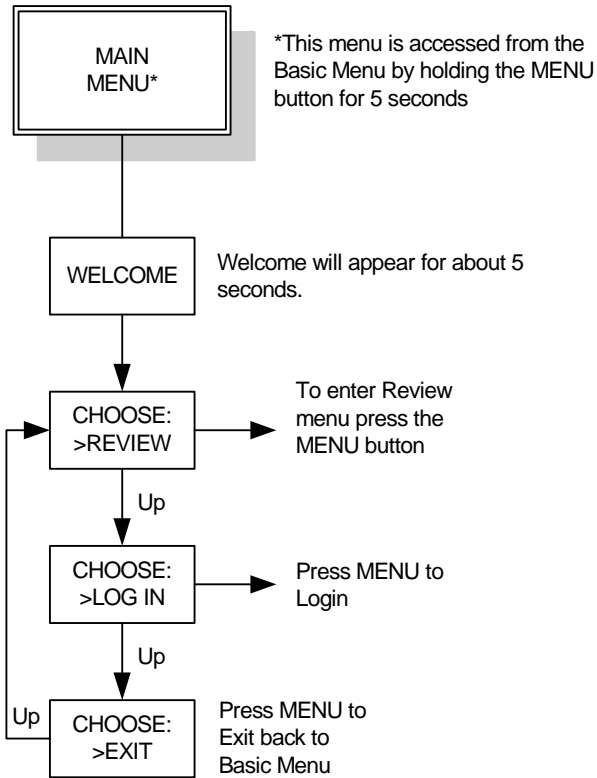 MAIN
MENU*
*This menu is accessed from the
Basic Menu by holding the MENU
button for 5 seconds
WELCOME
Welcome will appear for about 5
seconds.
CHOOSE:
>REVIEW
To enter Review
menu press the
MENU button
Up
CHOOSE:
>LOG IN
Press MENU to
Login
Up
Up
CHOOSE:
>EXIT
Press MENU to
Exit back to
Basic Menu